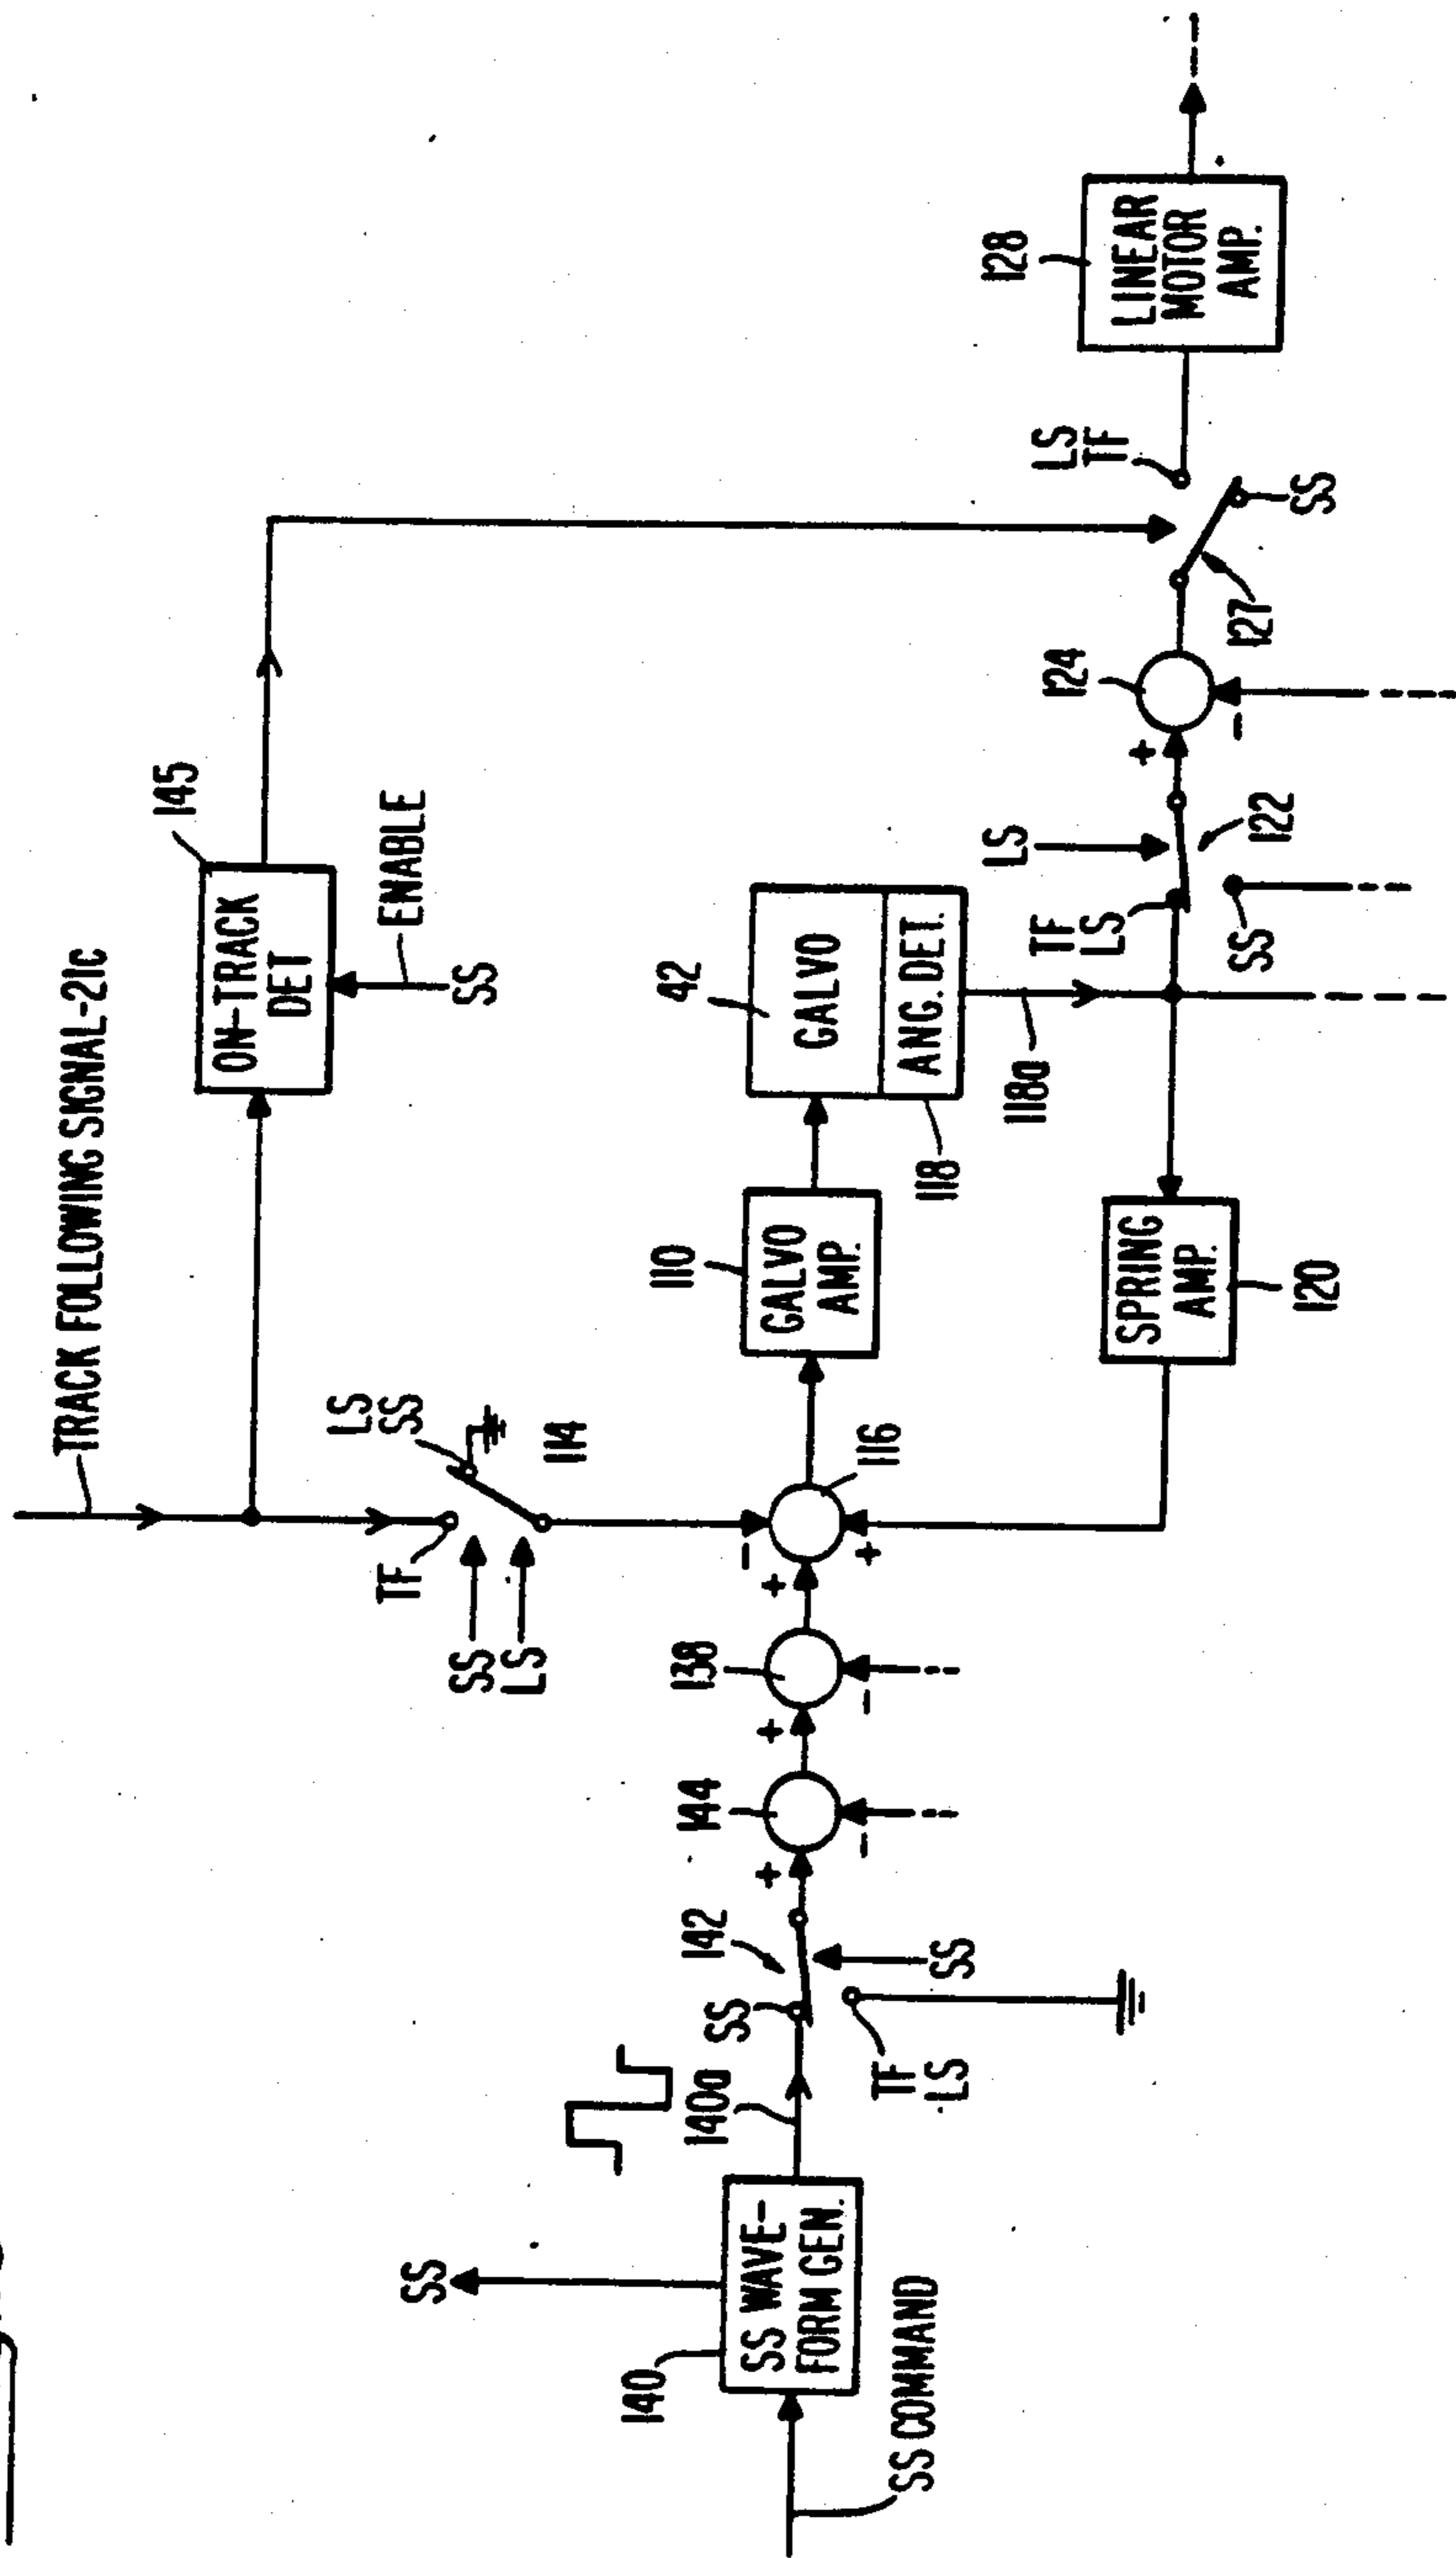 TRACK FOLLOWING SIGNAL-21c
145
ON-TRACK
DET
ENABLE
SS
LS
SS
TF
114
SS
LS
SS
140
SS WAVE-
FORM GEN.
SS COMMAND
140a
SS
142
SS
TF
LS
144
+
-
138
+
-
116
+
-
+
110
GALVO
AMP.
42
GALVO
ANG. DET.
118
118a
SPRING
AMP.
120
LS
TF
LS
SS
122
124
+
-
127
LS
TF
SS
128
LINEAR
MOTOR
AMP.